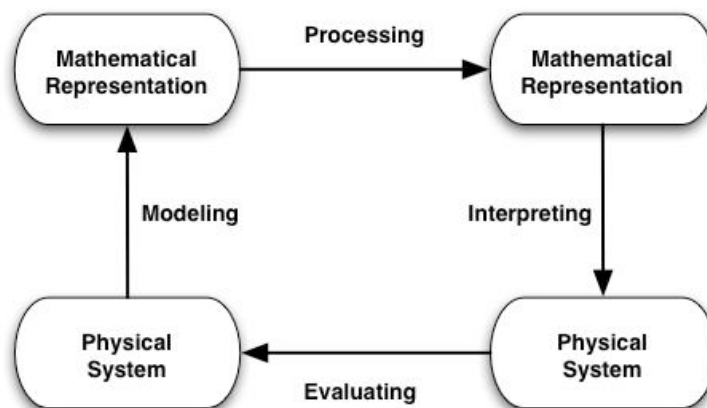 Processing
Mathematical
Representation
Mathematical
Representation
Modeling
Interpreting
Physical
System
Physical
System
Evaluating